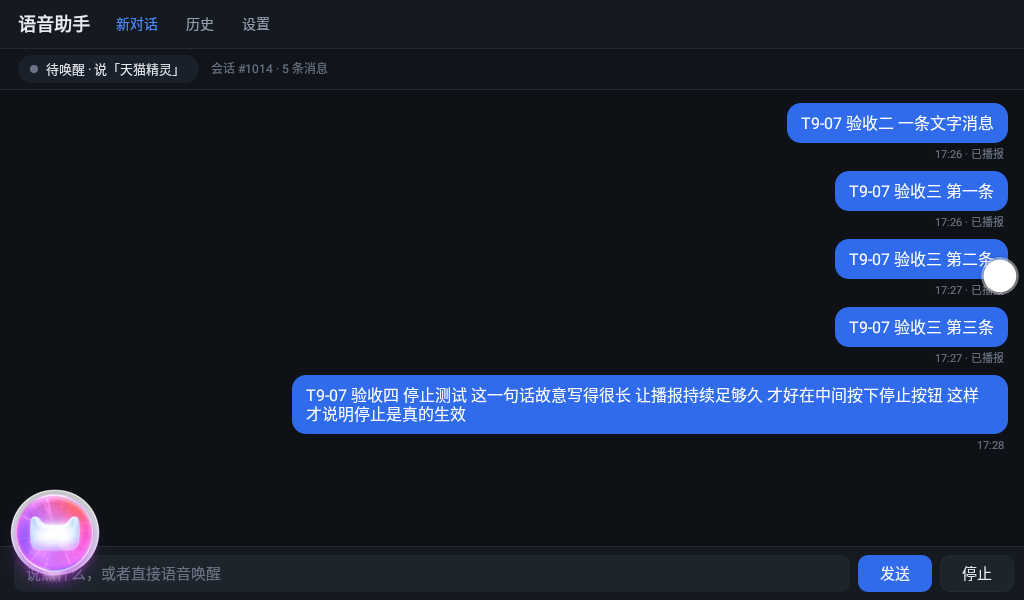 语音助手 新对话 历史 设置
待唤醒 · 说「天猫精灵」 会话 #1014 · 5 条消息
T9-07 验收二 一条文字消息
17:26 · 已播报
T9-07 验收三 第一条
17:26 · 已播报
T9-07 验收三 第二条
17:27 · 已播报
T9-07 验收三 第三条
17:27 · 已播报
T9-07 验收四 停止测试 这一句话故意写得很长 让播报持续足够久 才好在中间按下停止按钮 这样
才说明停止是真的生效
17:28
说点什么，或者直接语音唤醒 发送 停止